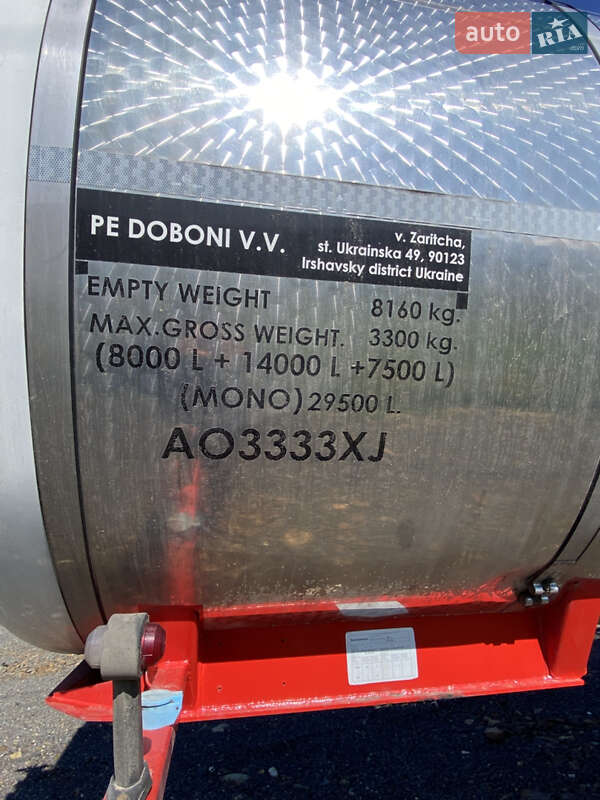 auto RIA
PE DOBONI V.V.
v. Zaritcha,
st. Ukrainska 49, 90123
Irshavsky district Ukraine
EMPTY WEIGHT 8160 kg.
MAX.GROSS WEIGHT. 3300 kg.
(8000 L + 14000 L +7500 L)
(MONO) 29500 L.
AO3333XJ